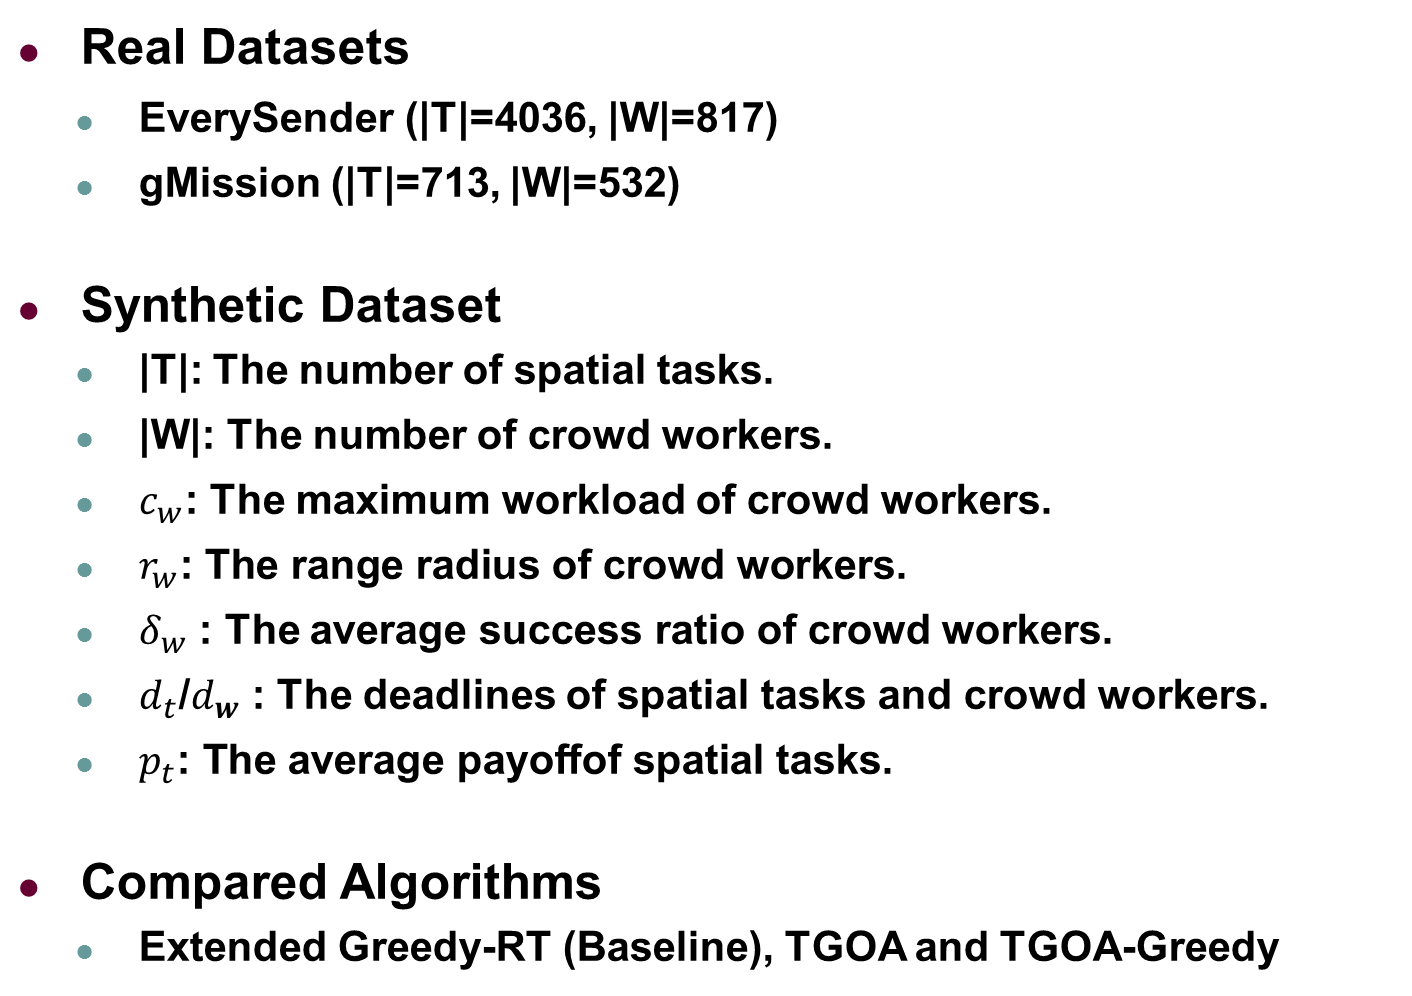 Real Datasets
EverySender (|T|=4036, |W|=817)
gMission (|T|=713, |W|=532)
Synthetic Dataset
|T|: The number of spatial tasks.
|W|: The number of crowd workers.
c_w: The maximum workload of crowd workers.
r_w: The range radius of crowd workers.
δ_w : The average success ratio of crowd workers.
d_t/d_w : The deadlines of spatial tasks and crowd workers.
p_t: The average payoffof spatial tasks.
Compared Algorithms
Extended Greedy-RT (Baseline), TGOA and TGOA-Greedy